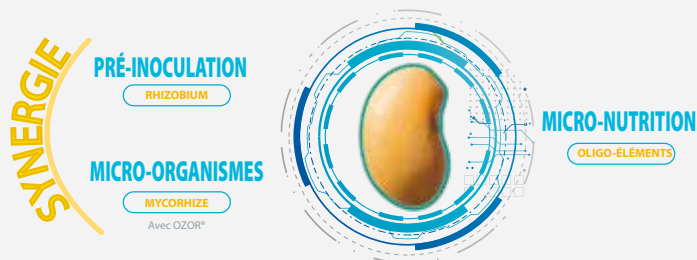 SYNERGIE
PRÉ-INOCULATION
RHIZOBIUM
MICRO-ORGANISMES
MYCORHIZE
Avec OZOR®
MICRO-NUTRITION
OLIGO-ÉLÉMENTS